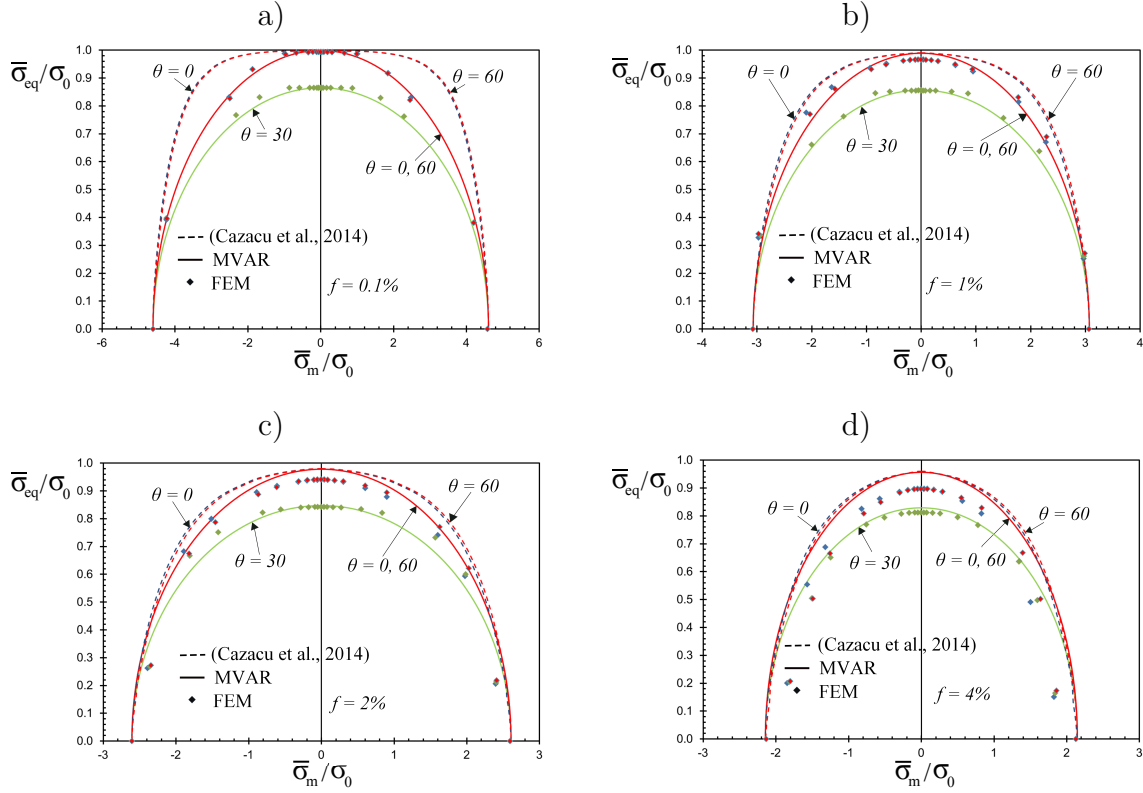 a)
σ̅eq/σ0
1.0
0.9
0.8
0.7
0.6
0.5
0.4
0.3
0.2
0.1
0.0
θ = 0
θ = 60
θ = 30
θ = 0, 60
(Cazacu et al., 2014)
MVAR
FEM
f = 0.1%
-6 -4 -2 0 2 4 6
σ̅m/σ0
b)
σ̅eq/σ0
1.0
0.9
0.8
0.7
0.6
0.5
0.4
0.3
0.2
0.1
0.0
θ = 0
θ = 60
θ = 30
θ = 0, 60
(Cazacu et al., 2014)
MVAR
FEM
f = 1%
-4 -3 -2 -1 0 1 2 3 4
σ̅m/σ0
c)
σ̅eq/σ0
1.0
0.9
0.8
0.7
0.6
0.5
0.4
0.3
0.2
0.1
0.0
θ = 0
θ = 60
θ = 30
θ = 0, 60
(Cazacu et al., 2014)
MVAR
FEM
f = 2%
-3 -2 -1 0 1 2 3
σ̅m/σ0
d)
σ̅eq/σ0
1.0
0.9
0.8
0.7
0.6
0.5
0.4
0.3
0.2
0.1
0.0
θ = 0
θ = 60
θ = 30
θ = 0, 60
(Cazacu et al., 2014)
MVAR
FEM
f = 4%
-3 -2 -1 0 1 2 3
σ̅m/σ0